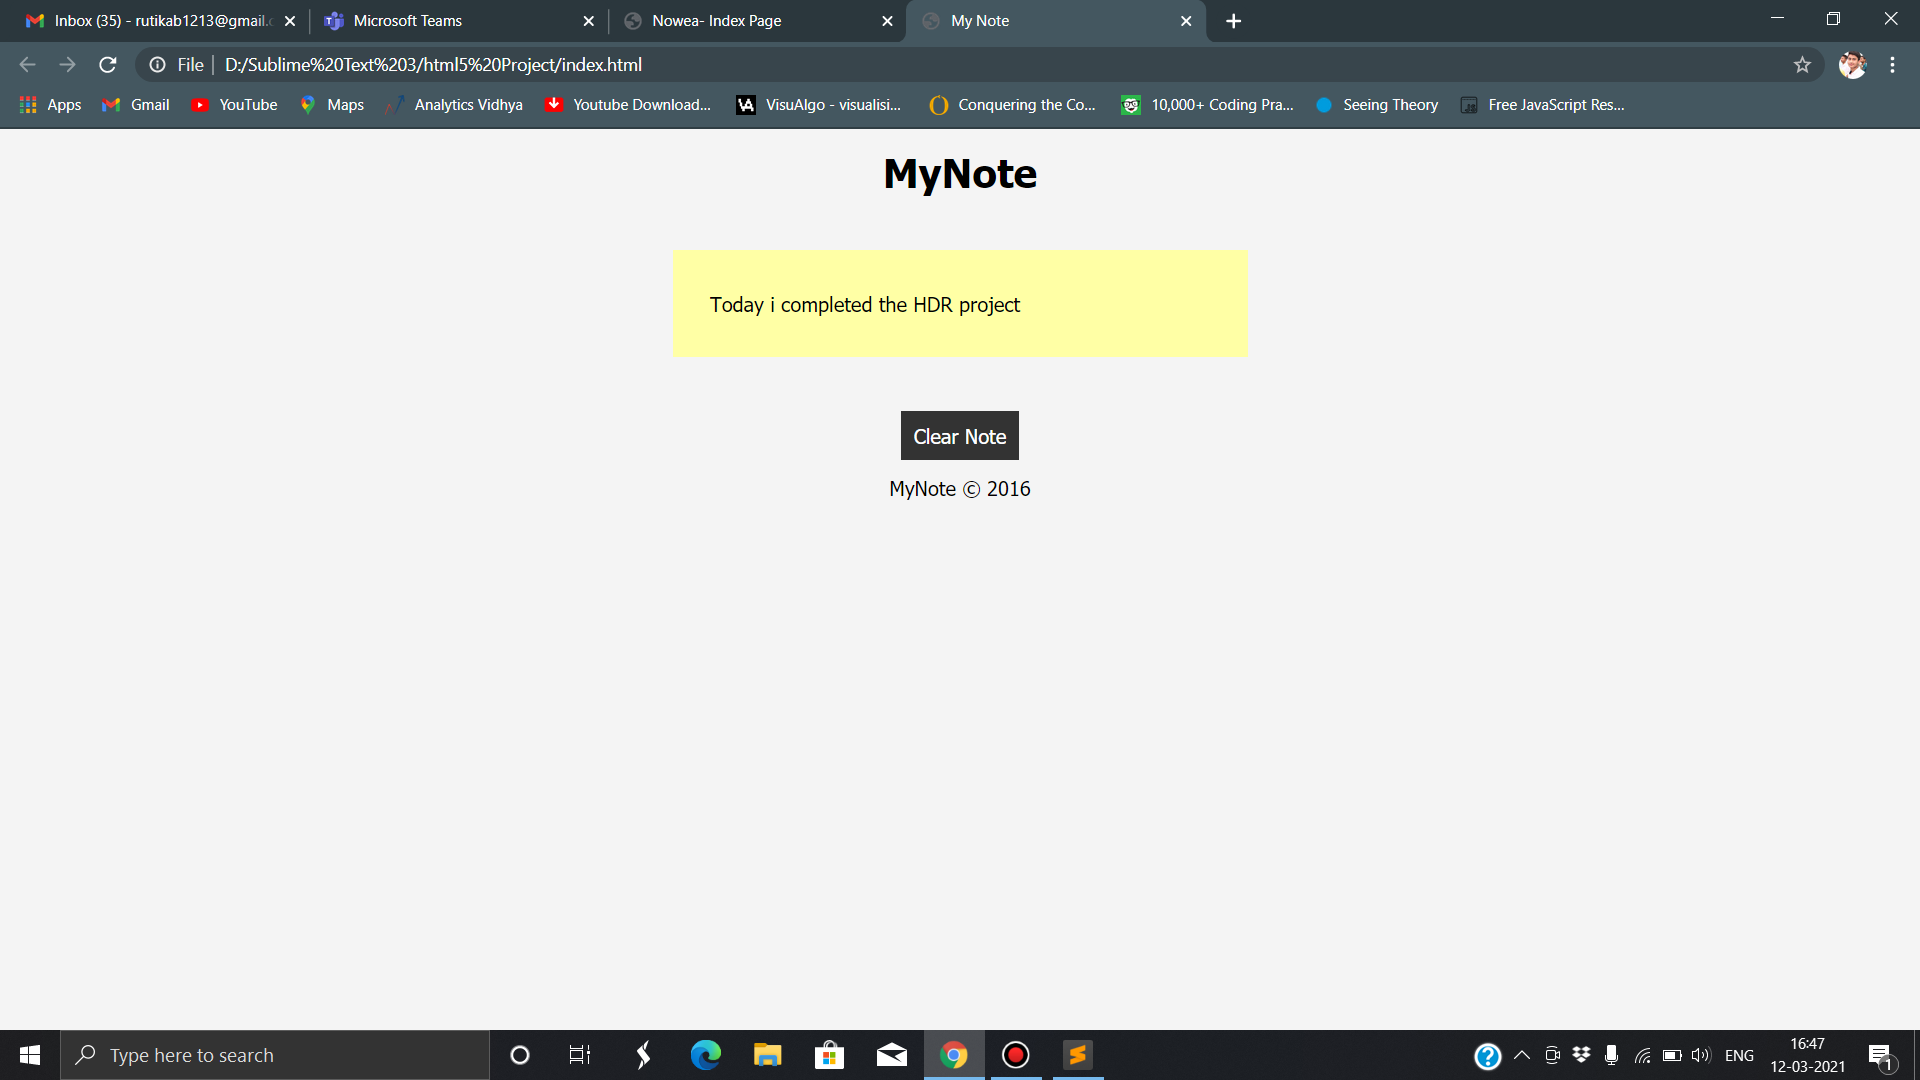 Inbox (35) - rutikab1213@gmail.c
Microsoft Teams
Nowea- Index Page
My Note
File
D:/Sublime%20Text%203/html5%20Project/index.html
Apps
Gmail
YouTube
Maps
Analytics Vidhya
Youtube Download...
VisuAlgo - visualisi...
Conquering the Co...
10,000+ Coding Pra...
Seeing Theory
Free JavaScript Res...
MyNote
Today i completed the HDR project
Clear Note
MyNote © 2016
Type here to search
ENG
16:47
12-03-2021
1